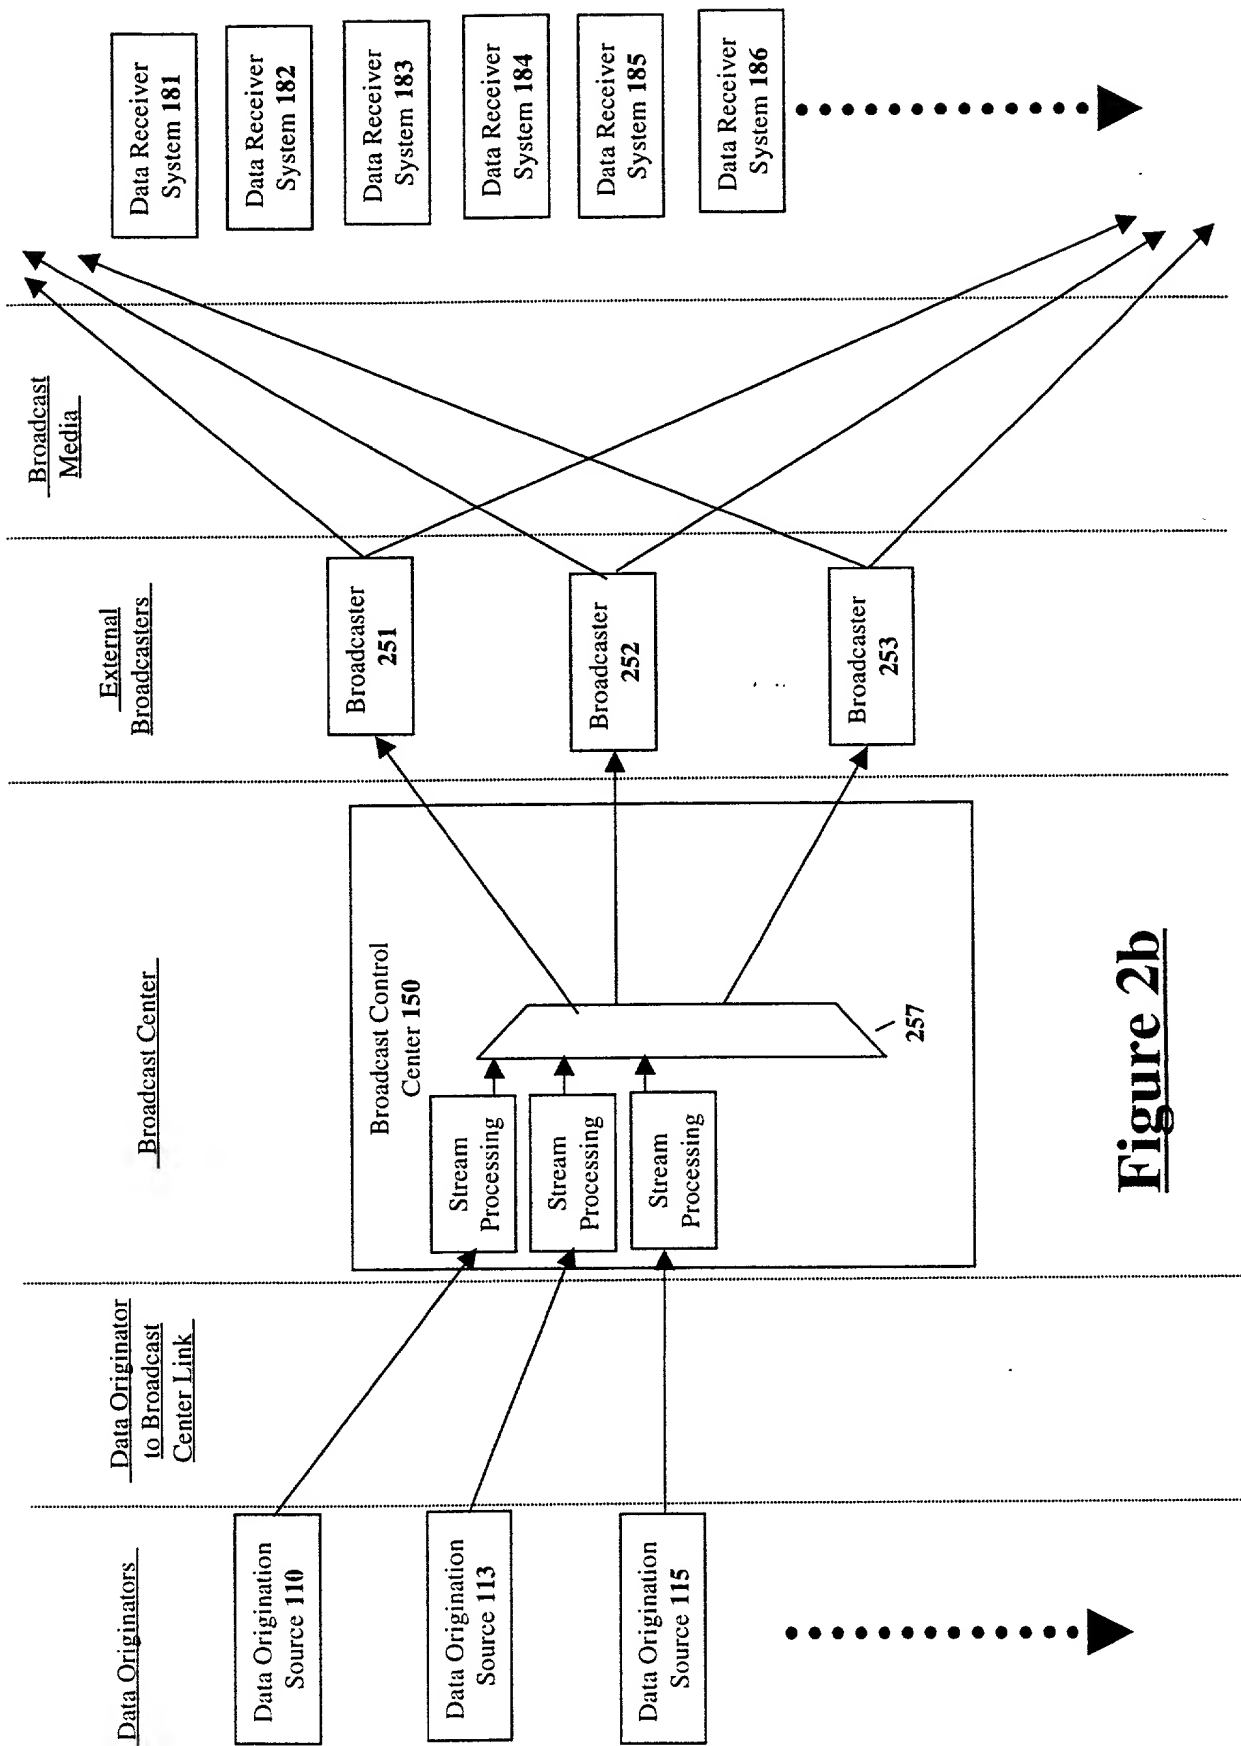 Data Originators
Data Originator
to Broadcast
Center Link
Broadcast Center
External
Broadcasters
Broadcast
Media
Data Origination
Source 110
Data Origination
Source 113
Data Origination
Source 115
Broadcast Control
Center 150
Stream
Processing
Stream
Processing
Stream
Processing
257
Broadcaster
251
Broadcaster
252
Broadcaster
253
Data Receiver
System 181
Data Receiver
System 182
Data Receiver
System 183
Data Receiver
System 184
Data Receiver
System 185
Data Receiver
System 186
Figure 2b